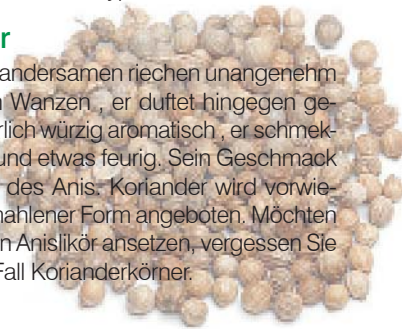 r
andersamen riechen unangenehm
n Wanzen , er duftet hingegen ge-
rlich würzig aromatisch , er schmek-
und etwas feurig. Sein Geschmack
des Anis. Koriander wird vorwie-
nahlener Form angeboten. Möchten
n Anislikör ansetzen, vergessen Sie
Fall Korianderkörner.